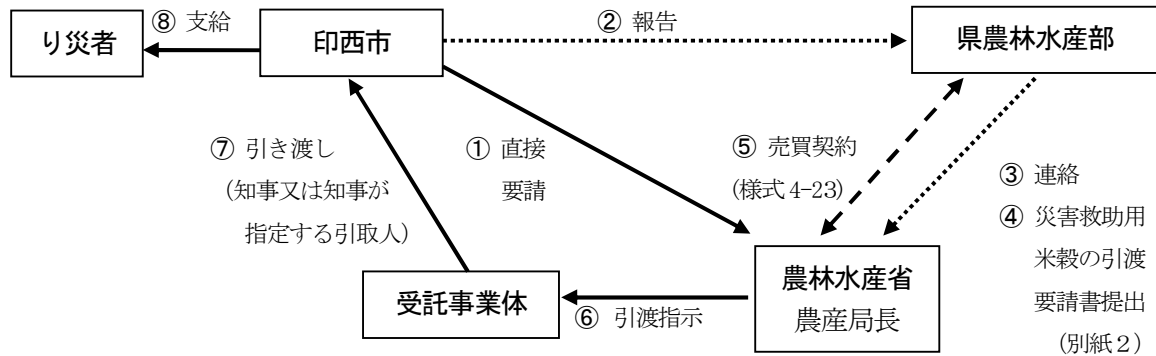 ⑧ 支給
② 報告
り災者
印西市
県農林水産部
⑦ 引き渡し
(知事又は知事が
指定する引取人)
① 直接
要請
⑤ 売買契約
(様式 4-23)
③ 連絡
④ 災害救助用
米穀の引渡
要請書提出
(別紙２)
受託事業体
⑥ 引渡指示
農林水産省
農産局長